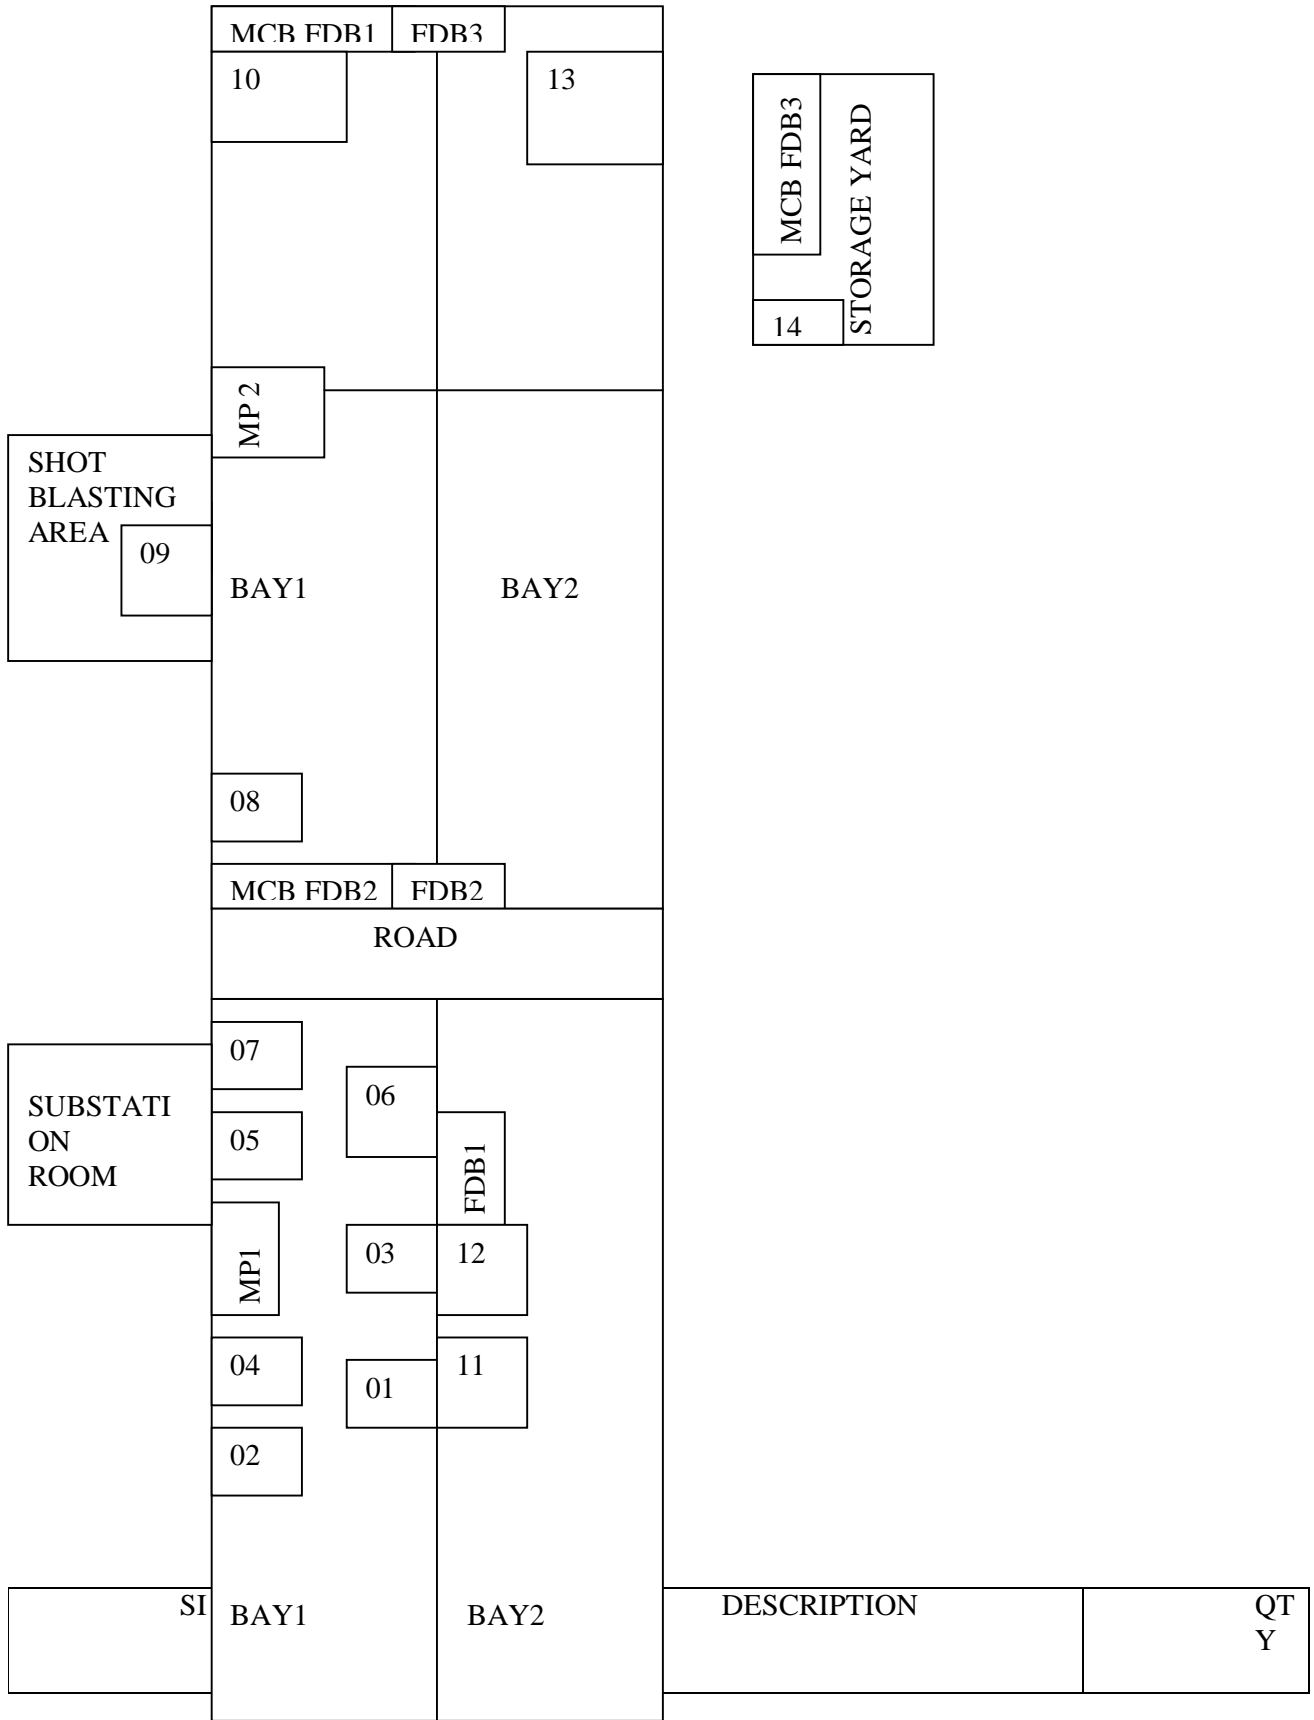 MCB FDB1 FDB3
10
13
MCB FDB3
STORAGE YARD
14
MP 2
SHOT
BLASTING
AREA
09
BAY1 BAY2
08
MCB FDB2 FDB2
ROAD
07
06
SUBSTATI
ON
ROOM
05
FDB1
MP1
03
12
04
01
11
02
SI
BAY1
BAY2
DESCRIPTION
QT
Y